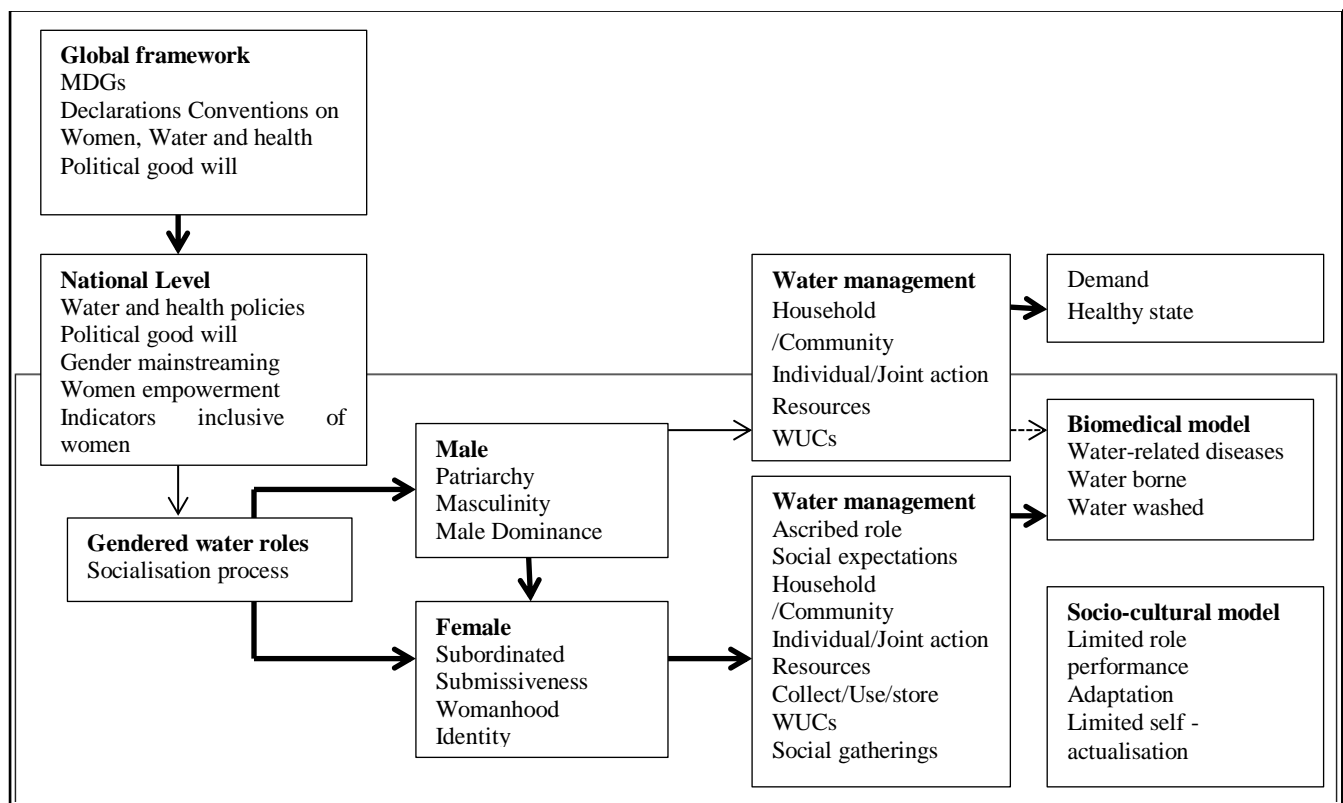 Global framework
MDGs
Declarations Conventions on
Women, Water and health
Political good will
National Level
Water and health policies
Political good will
Gender mainstreaming
Women empowerment
Indicators inclusive of
women
Gendered water roles
Socialisation process
Male
Patriarchy
Masculinity
Male Dominance
Female
Subordinated
Submissiveness
Womanhood
Identity
Water management
Household
/Community
Individual/Joint action
Resources
WUCs
Water management
Ascribed role
Social expectations
Household
/Community
Individual/Joint action
Resources
Collect/Use/store
WUCs
Social gatherings
Demand
Healthy state
Biomedical model
Water-related diseases
Water borne
Water washed
Socio-cultural model
Limited role
performance
Adaptation
Limited self -
actualisation